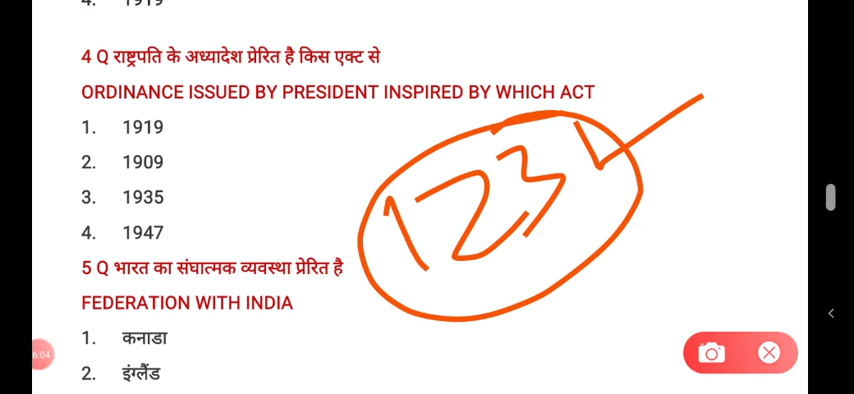 4 Q राष्ट्रपति के अध्यादेश प्रेरित है किस एक्ट से
ORDINANCE ISSUED BY PRESIDENT INSPIRED BY WHICH ACT
1. 1919
2. 1909
3. 1935
4. 1947
123
5 Q भारत का संघात्मक व्यवस्था प्रेरित है
FEDERATION WITH INDIA
1. कनाडा
2. इंग्लैंड
6:04